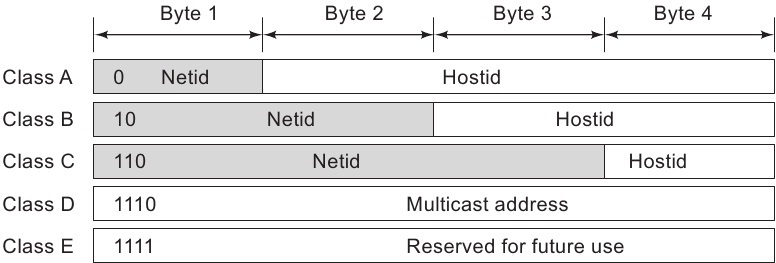 Byte 1 Byte 2 Byte 3 Byte 4
Class A 0 Netid Hostid
Class B 10 Netid Hostid
Class C 110 Netid Hostid
Class D 1110 Multicast address
Class E 1111 Reserved for future use